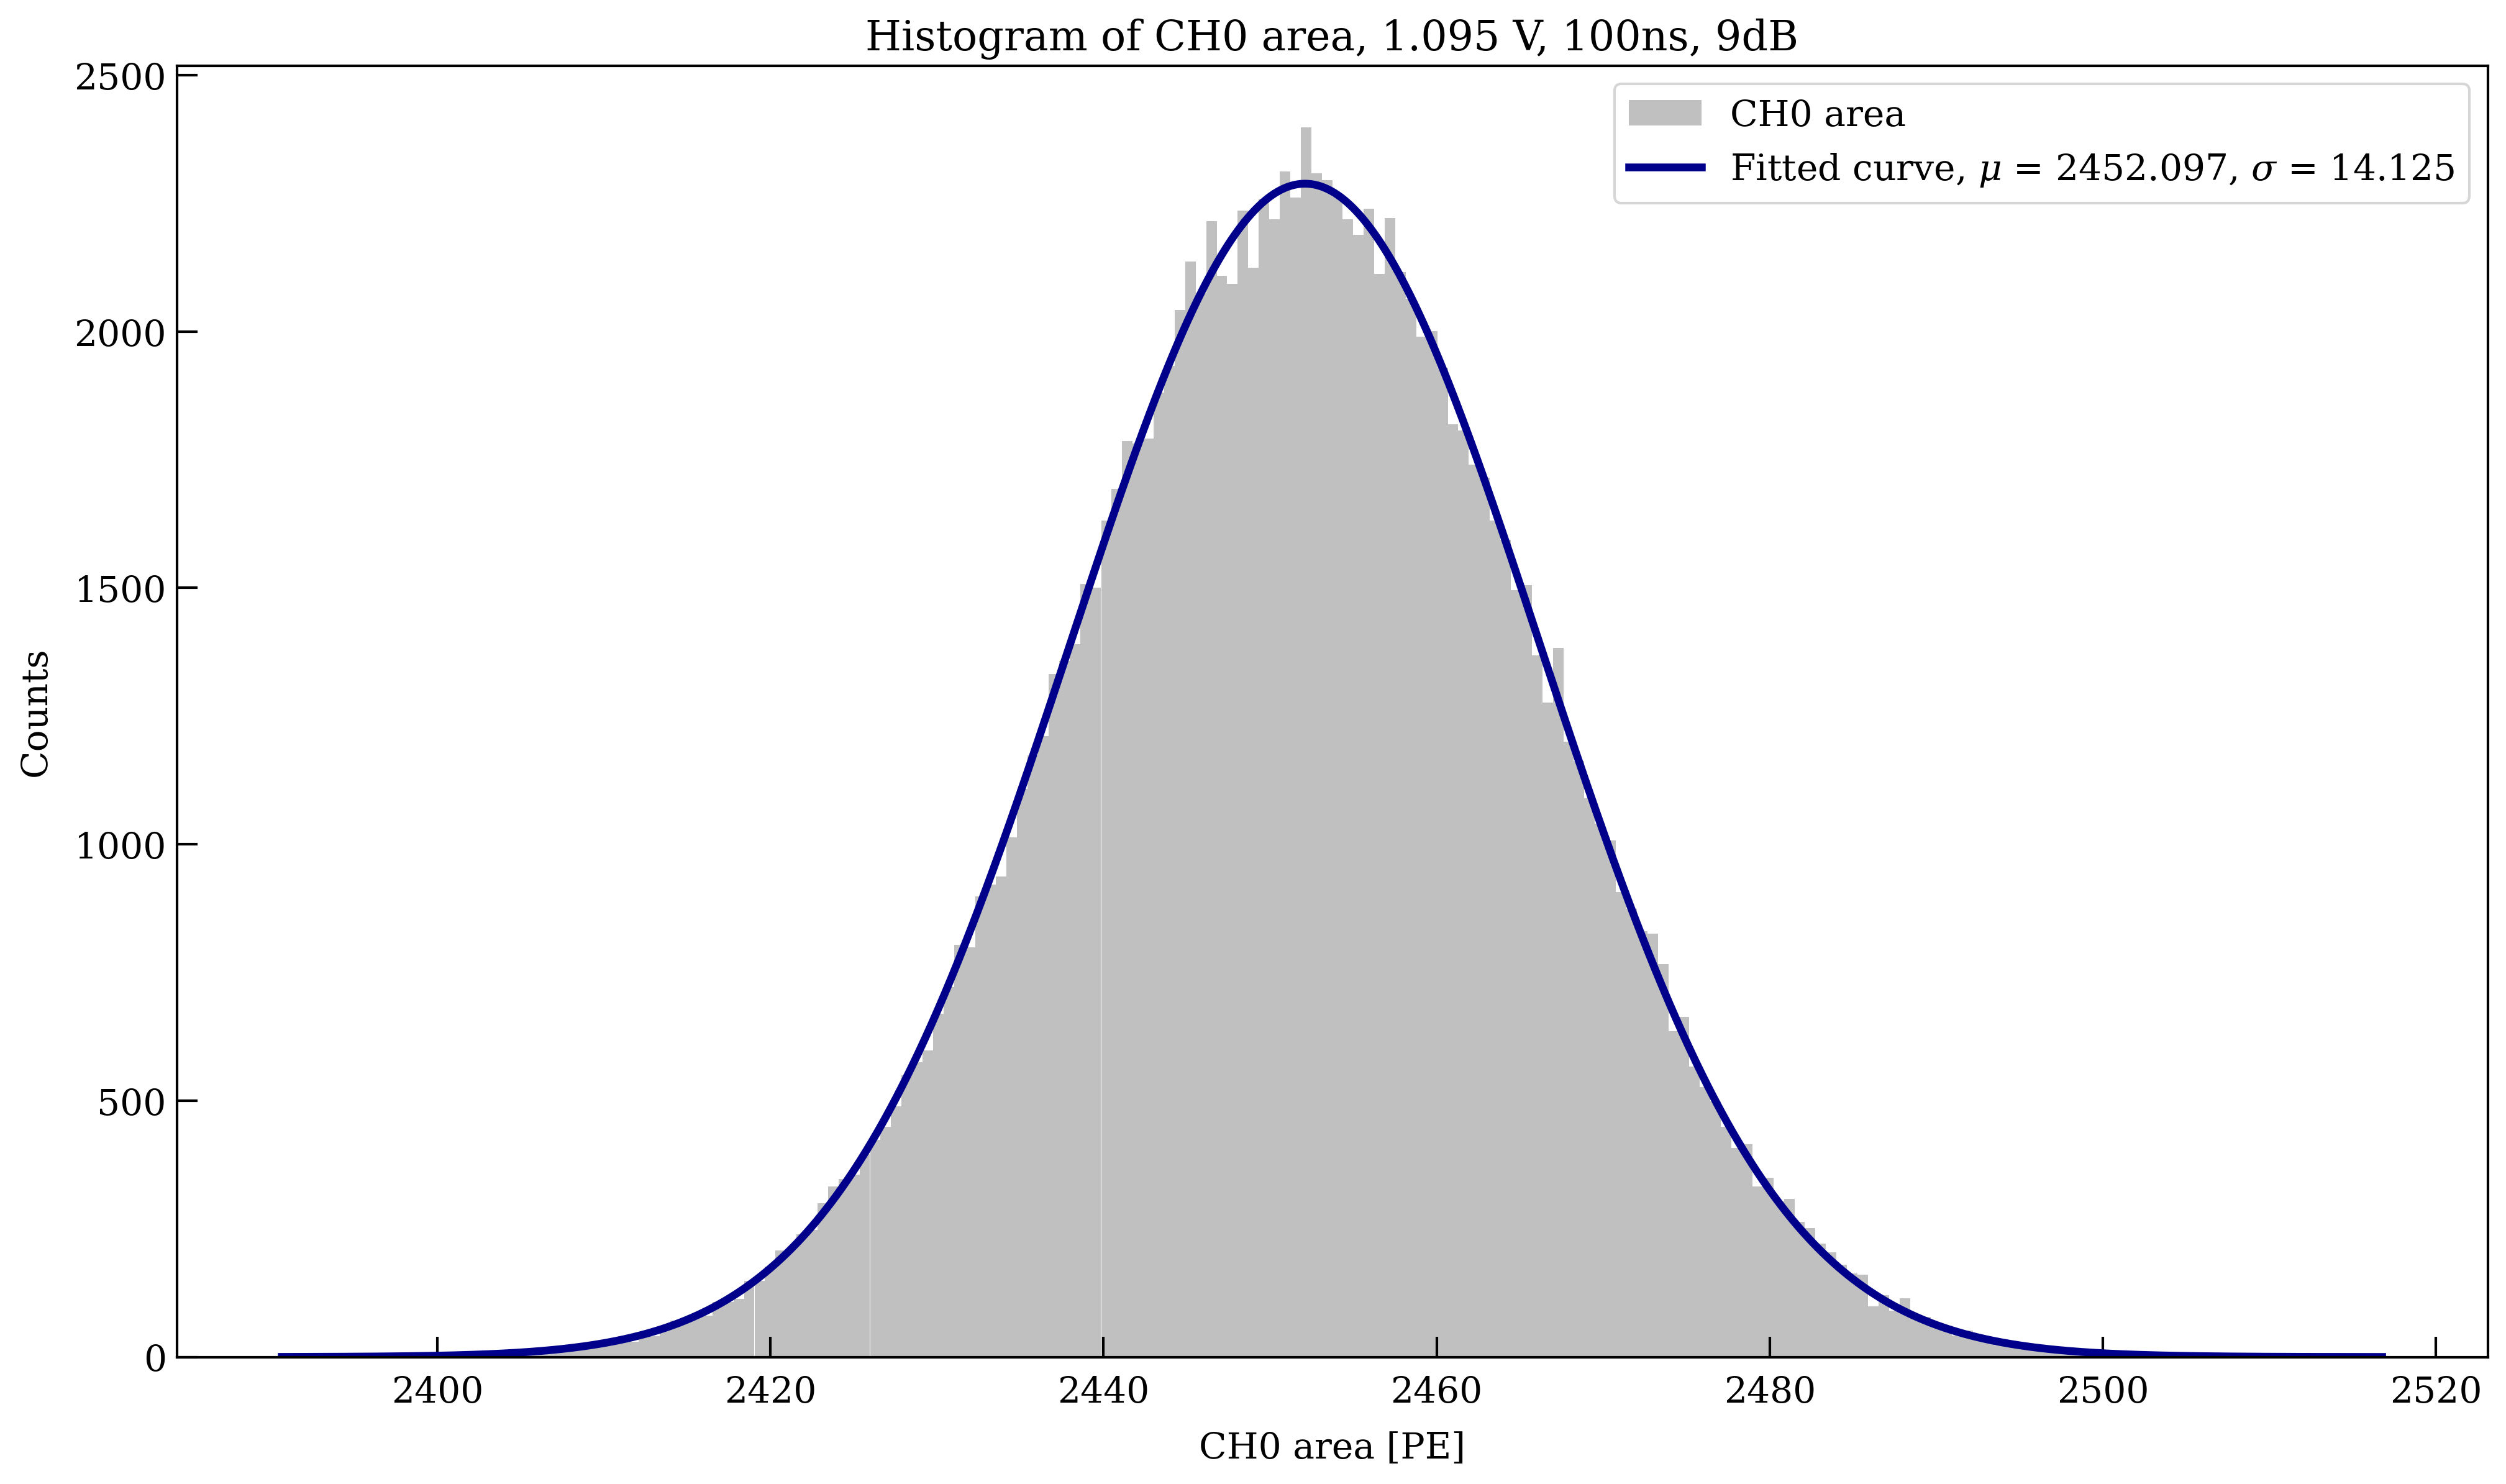 Histogram of CH0 area, 1.095 V, 100ns, 9dB
2500
2000
1500
1000
500
0
Counts
CH0 area
Fitted curve, μ = 2452.097, σ = 14.125
2400 2420 2440 2460 2480 2500 2520
CH0 area [PE]